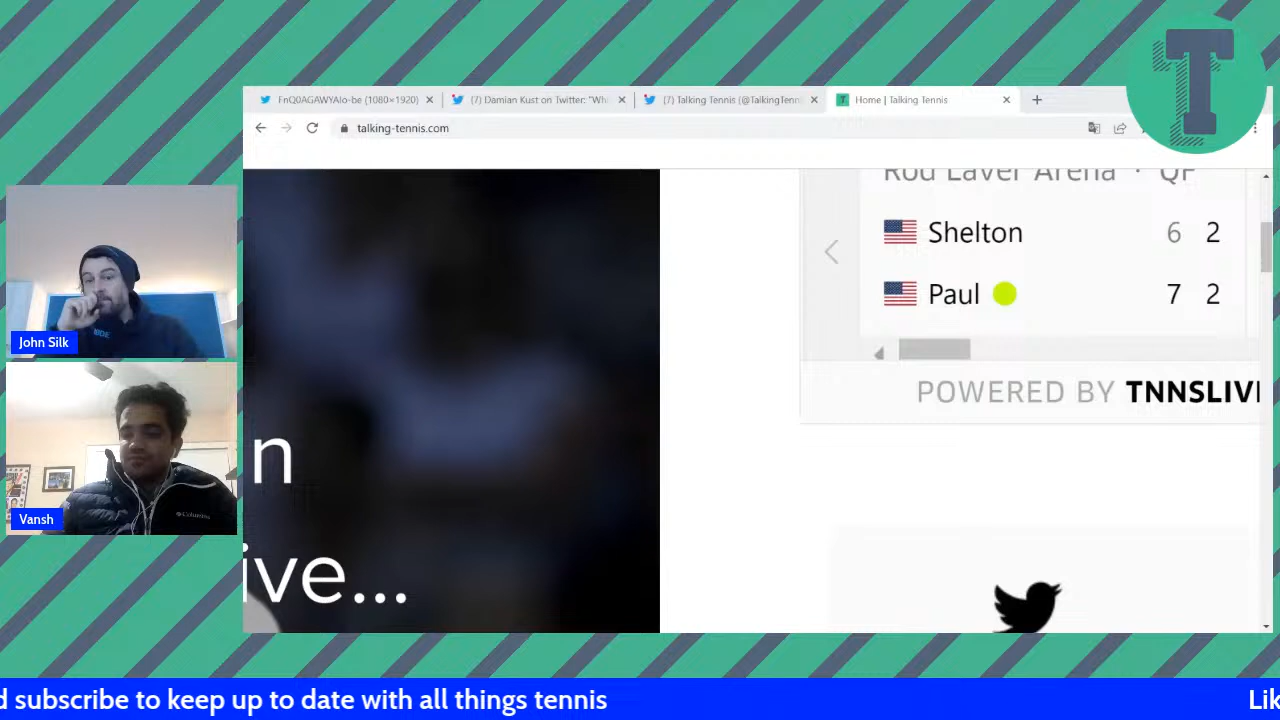 T
FnQ0AGAWYAIo-be (1080×1920)
(7) Damian Kust on Twitter: "Whi
(7) Talking Tennis (@TalkingTenn
Home | Talking Tennis
talking-tennis.com
Rod Laver Arena · QF
Shelton 6 2
Paul 7 2
POWERED BY TNNSLIVE
n
ive...
John Silk
Vansh
Columbia
d subscribe to keep up to date with all things tennis
Lik